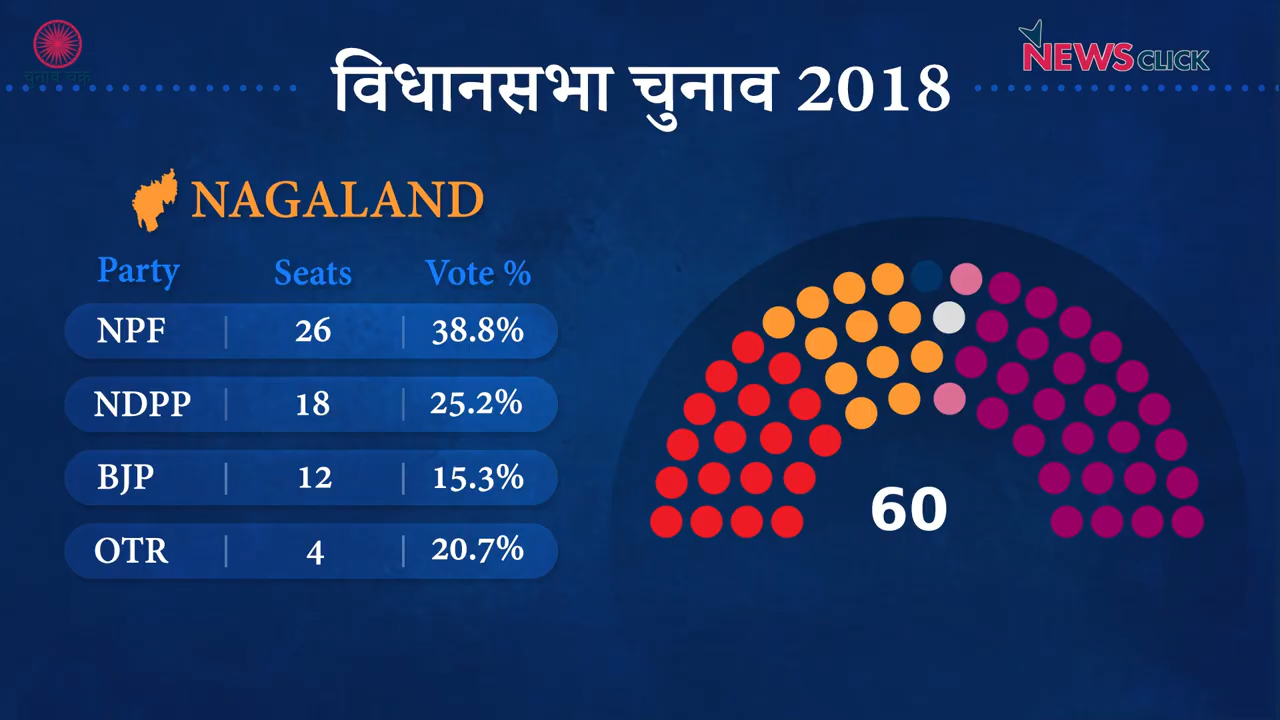 चुनाव चक्र
NEWSCLICK
विधानसभा चुनाव 2018
NAGALAND
Party Seats Vote %
NPF 26 38.8%
NDPP 18 25.2%
BJP 12 15.3%
OTR 4 20.7%
60